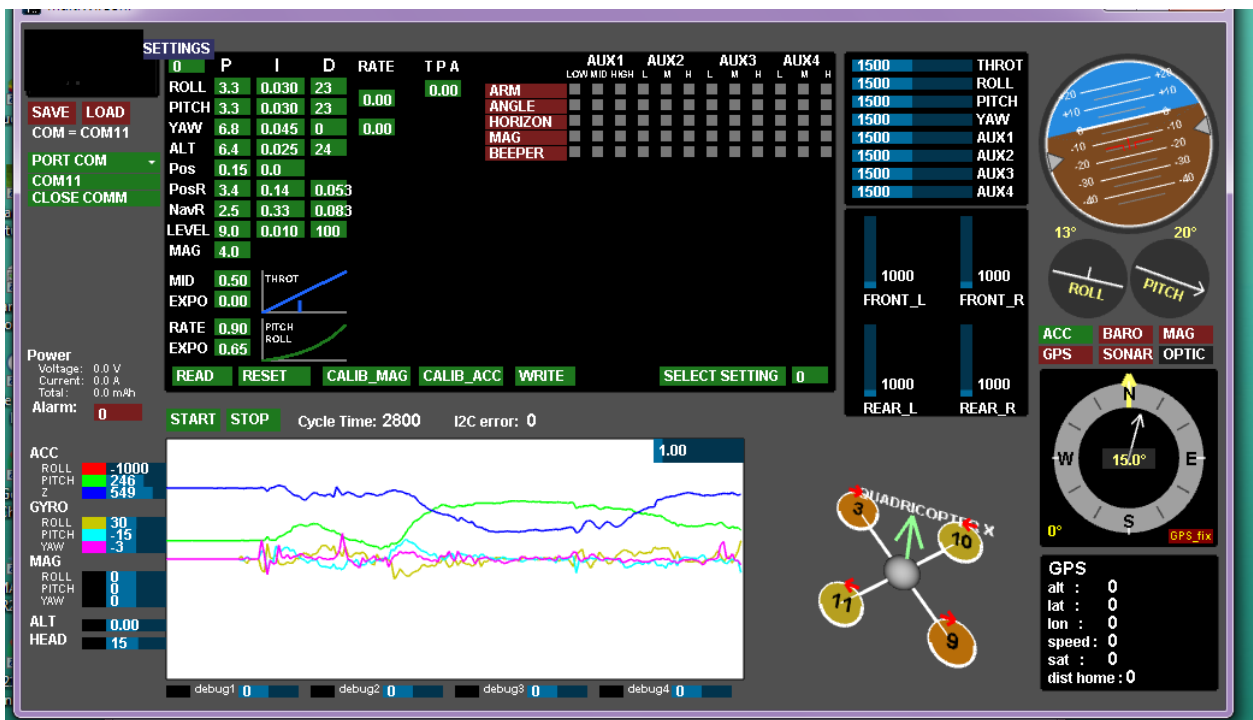 SETTINGS
0 P I D RATE T P A
ROLL 3.3 0.030 23 0.00
PITCH 3.3 0.030 23 0.00
YAW 6.8 0.045 0 0.00
ALT 6.4 0.025 24
Pos 0.15 0.0
PosR 3.4 0.14 0.053
NavR 2.5 0.33 0.083
LEVEL 9.0 0.010 100
MAG 4.0
MID 0.50 THROT
EXPO 0.00
RATE 0.90 PITCH
EXPO 0.65 ROLL
READ RESET CALIB_MAG CALIB_ACC WRITE SELECT SETTING 0
AUX1 AUX2 AUX3 AUX4
LOW MID HIGH L M H L M H L M H
ARM
ANGLE
HORIZON
MAG
BEEPER
SAVE LOAD
COM = COM11
PORT COM
COM11
CLOSE COMM
Power
Voltage: 0.0 V
Current: 0.0 A
Total: 0.0 mAh
Alarm: 0
1500 THROT
1500 ROLL
1500 PITCH
1500 YAW
1500 AUX1
1500 AUX2
1500 AUX3
1500 AUX4
1000 1000
FRONT_L FRONT_R
1000 1000
REAR_L REAR_R
+20 +20
+10 +10
0 0
-10 -10
-20 -20
-30 -30
-40 -40
13° 20°
ROLL PITCH
ACC BARO MAG
GPS SONAR OPTIC
N
W 15.0° E
S
0° GPS_fix
START STOP Cycle Time: 2800 I2C error: 0
1.00
ACC
ROLL -1000
PITCH 246
Z 549
GYRO
ROLL 30
PITCH -15
YAW -3
MAG
ROLL 0
PITCH 0
YAW 0
ALT 0.00
HEAD 15
debug1 0 debug2 0 debug3 0 debug4 0
QUADRICOPTER X
3
10
11
9
GPS
alt : 0
lat : 0
lon : 0
speed : 0
sat : 0
dist home : 0